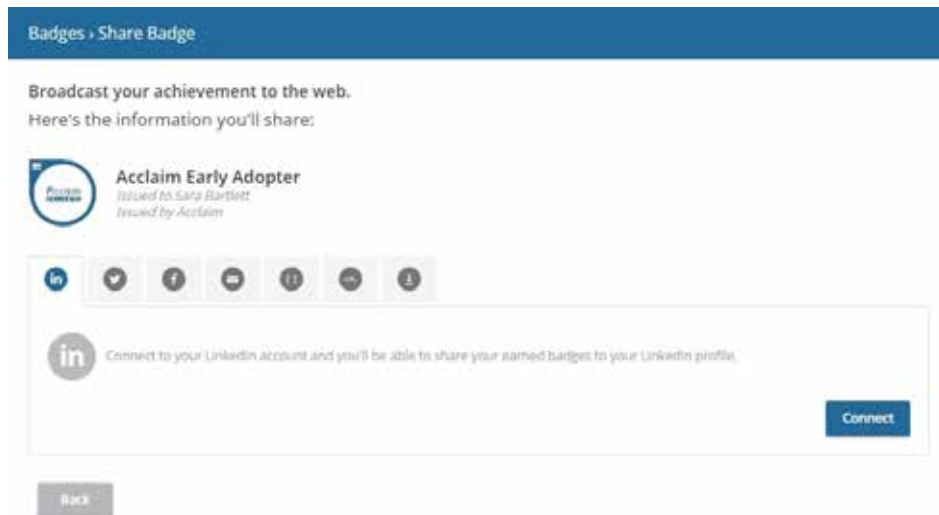 Badges › Share Badge
Broadcast your achievement to the web.
Here's the information you'll share:
Acclaim Early Adopter
Issued to Sara Bartlett
Issued by Acclaim
in
in
Connect to your LinkedIn account and you'll be able to share your earned badges to your LinkedIn profile.
Connect
Back